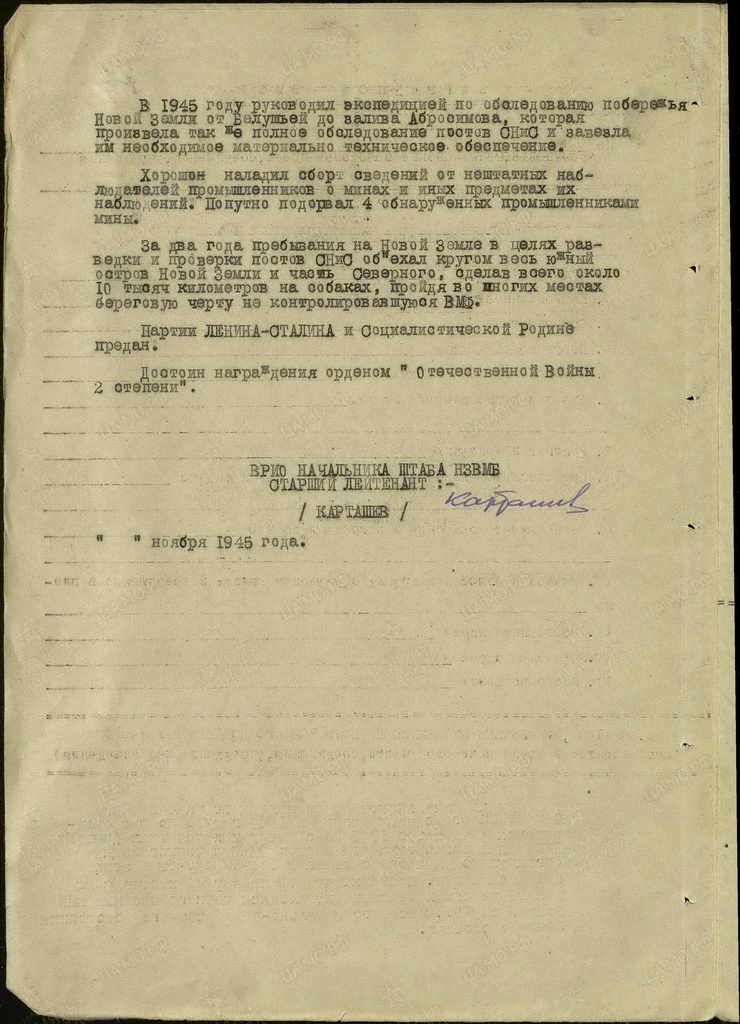 В 1945 году руководил экспедицией по обследованию побережья
Новой Земли от Белушьей до залива Абросимова, которая
произвела так же полное обследование постов СНиС и завезла
им необходимое материально техническое обеспечение.
Хорошон наладил сборт сведений от нештатных наб-
людателей промышленников о минах и иных предметах их
наблюдений. Попутно подорвал 4 обнаруженных промышленниками
мины.
За два года пребывания на Новой Земле в целях раз-
ведки и проверки постов СНиС об"ехал кругом весь южный
остров Новой Земли и часть Северного, сделав всего около
10 тысяч километров на собаках, пройдя во многих местах
береговую черту не контролировавшуюся ВМФ.
Партии ЛЕНИНА-СТАЛИНА и Социалистической Родине
предан.
Достоин награждения орденом " Отечественной Войны
2 степени".
ВРИО НАЧАЛЬНИКА ШТАБА НЗВМБ
СТАРШИЙ ЛЕЙТЕНАНТ :-
Карташев
/ КАРТАШЕВ /
" " ноября 1945 года.